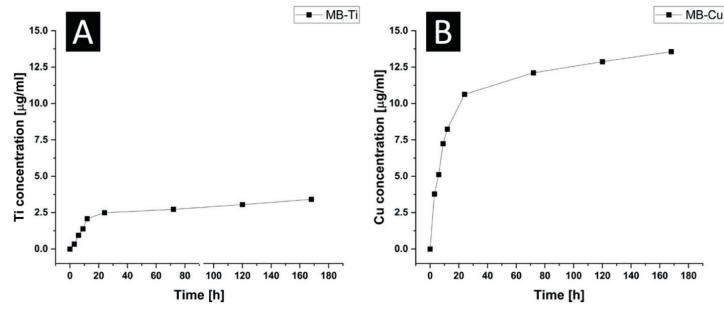 A
MB-Ti
15.0
12.5
10.0
7.5
5.0
2.5
0.0
Ti concentration [µg/ml]
0 20 40 60 80 100 120 140 160 180
Time [h]
B
MB-Cu
15.0
12.5
10.0
7.5
5.0
2.5
0.0
Cu concentration [µg/ml]
0 20 40 60 80 100 120 140 160 180
Time [h]